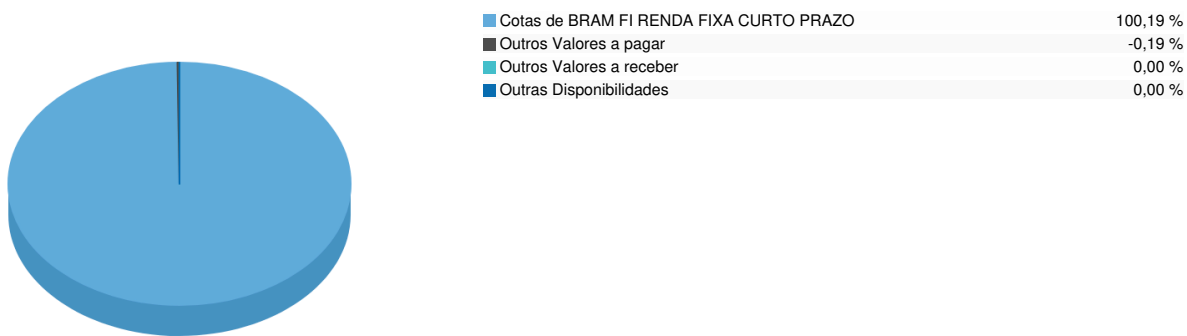 Cotas de BRAM FI RENDA FIXA CURTO PRAZO 100,19 %
Outros Valores a pagar -0,19 %
Outros Valores a receber 0,00 %
Outras Disponibilidades 0,00 %